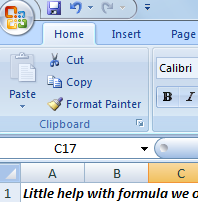 Home Insert Page
Cut
Calibri
Copy
Paste
Format Painter
B I
Clipboard
C17
A B C
1 Little help with formula we